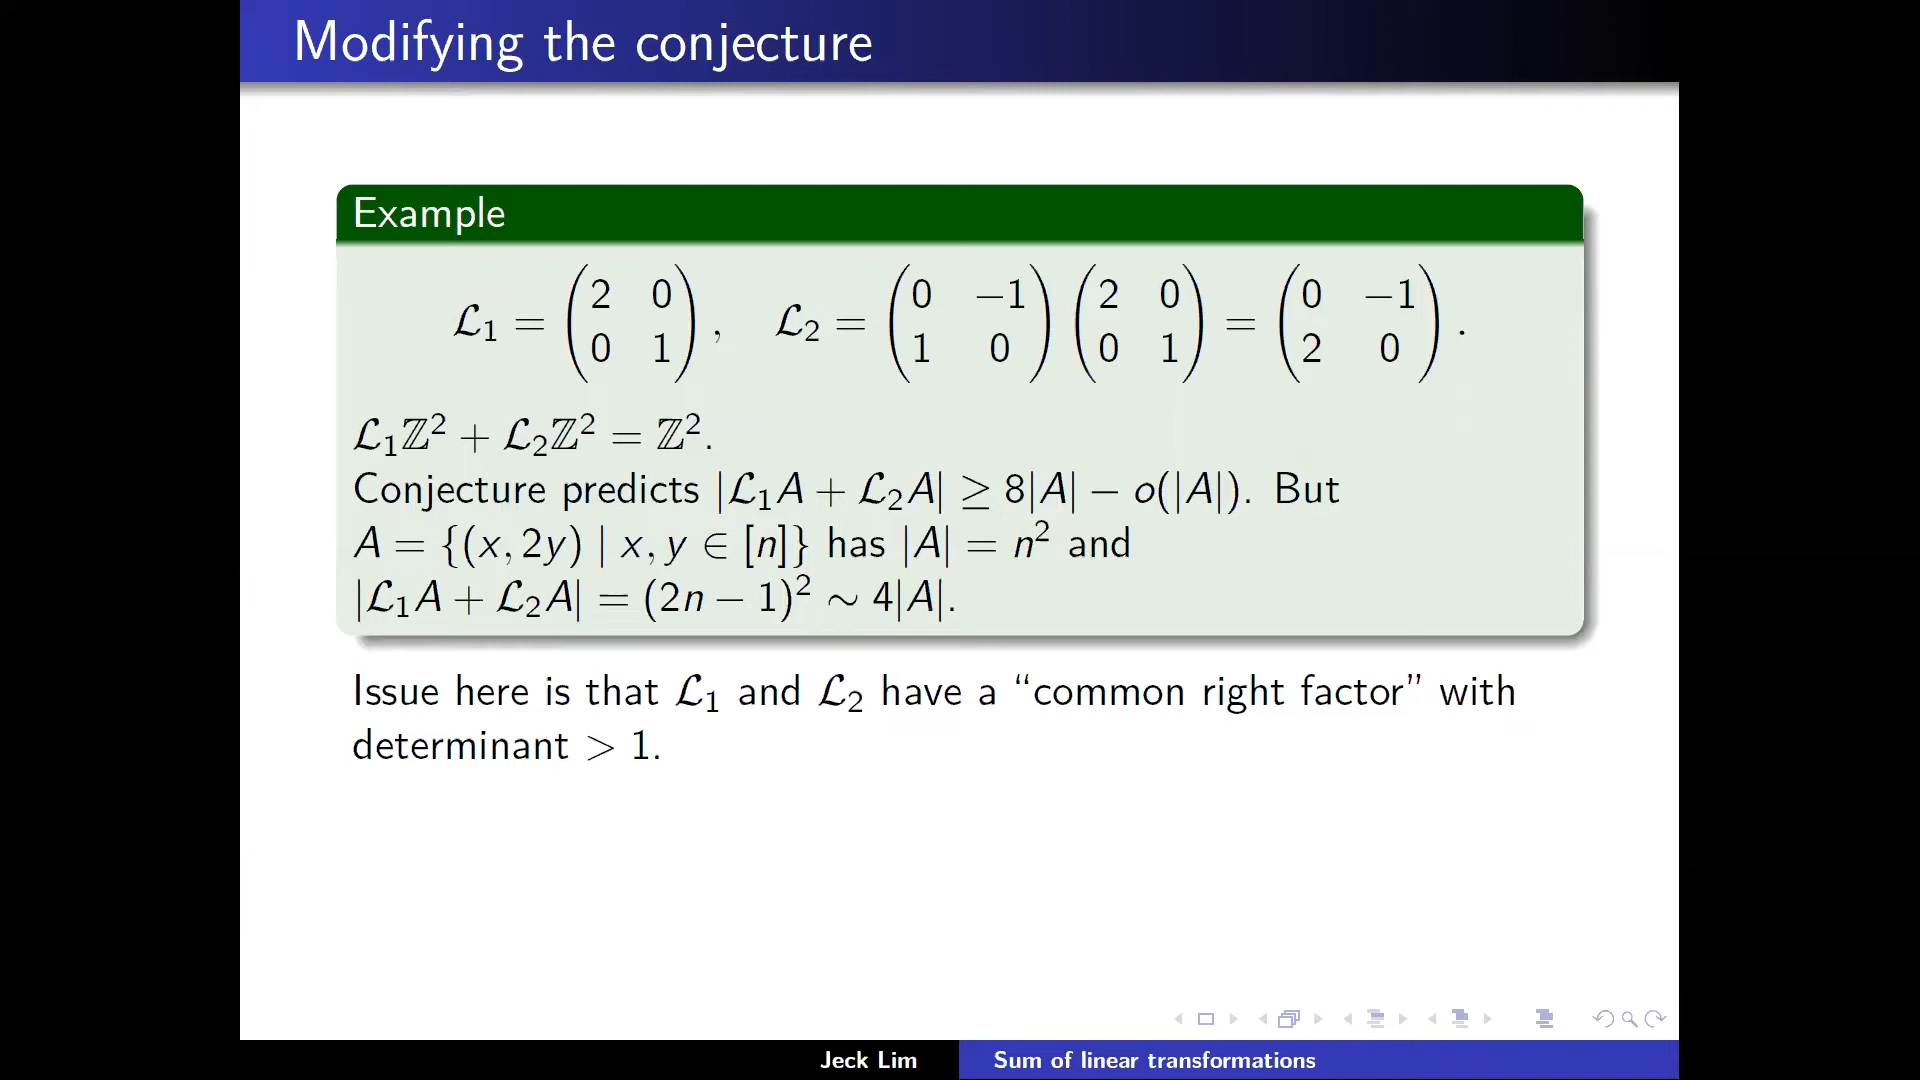 Modifying the conjecture
Example
ℒ₁ = (2 0; 0 1), ℒ₂ = (0 −1; 1 0)(2 0; 0 1) = (0 −1; 2 0).
ℒ₁ℤ² + ℒ₂ℤ² = ℤ².
Conjecture predicts |ℒ₁A + ℒ₂A| ≥ 8|A| − o(|A|). But
A = {(x, 2y) | x, y ∈ [n]} has |A| = n² and
|ℒ₁A + ℒ₂A| = (2n − 1)² ∼ 4|A|.
Issue here is that ℒ₁ and ℒ₂ have a “common right factor” with
determinant > 1.
Jeck Lim Sum of linear transformations